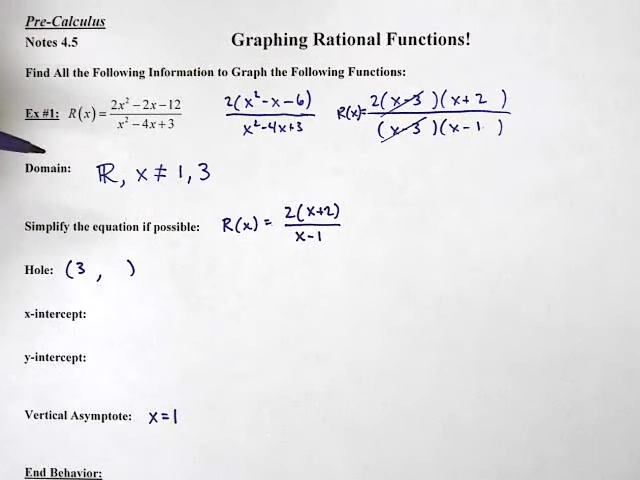 Pre-Calculus
Notes 4.5 Graphing Rational Functions!
Find All the Following Information to Graph the Following Functions:
Ex #1: R(x) = (2x² − 2x − 12)/(x² − 4x + 3) 2(x² − x − 6)/(x² − 4x + 3) R(x) = 2(x−3)(x+2)/(x−3)(x−1)
Domain: ℝ, x ≠ 1, 3
Simplify the equation if possible: R(x) = 2(x+2)/(x−1)
Hole: (3 , )
x-intercept:
y-intercept:
Vertical Asymptote: x = 1
End Behavior: